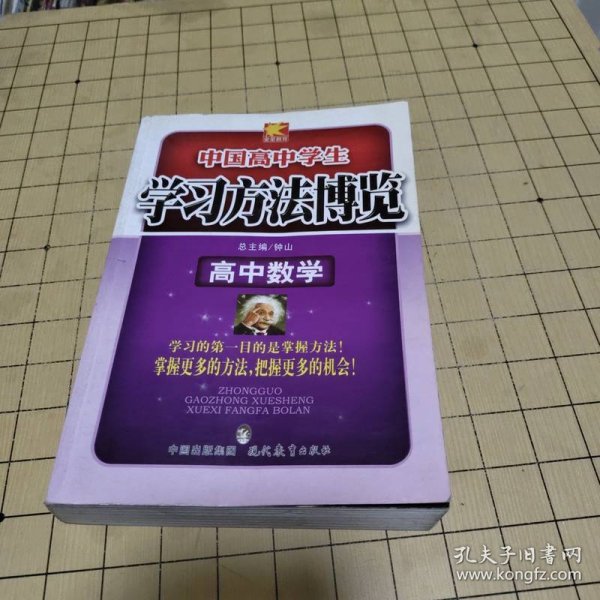 中国高中学生
学习方法博览
总主编/钟山
高中数学
学习的第一目的是掌握方法！
掌握更多的方法，把握更多的机会！
ZHONGGUO
GAOZHONG XUESHENG
XUEXI FANGFA BOLAN
中国出版集团 现代教育出版社
孔夫子旧书网
www.kongfz.com